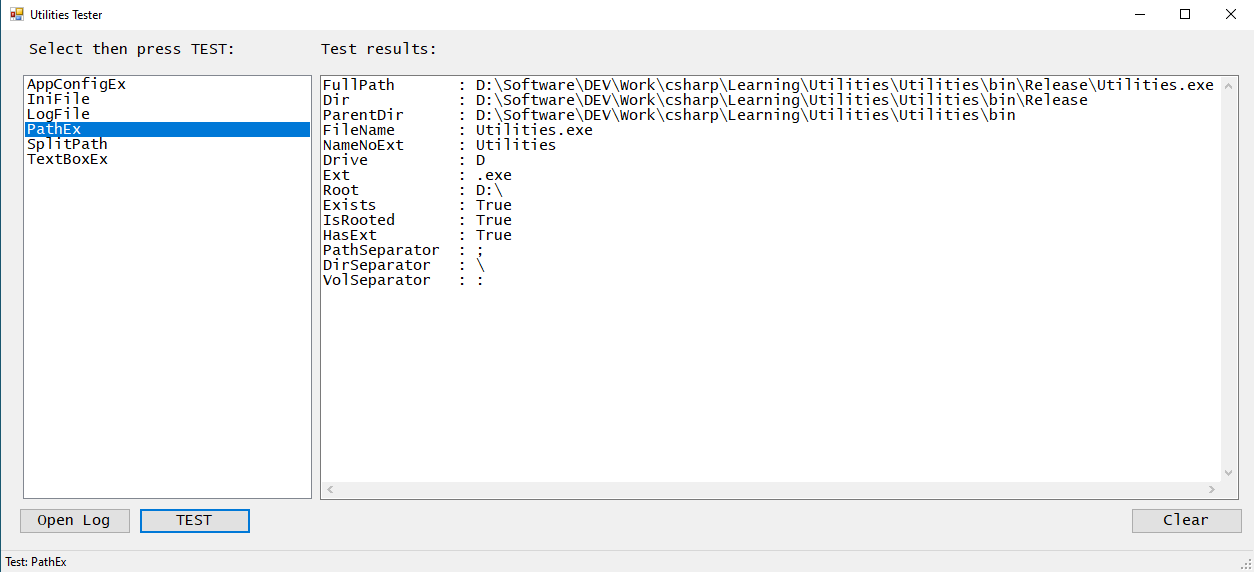 Utilities Tester
Select then press TEST:
Test results:
AppConfigEx
IniFile
LogFile
PathEx
SplitPath
TextBoxEx
FullPath       : D:\Software\DEV\Work\csharp\Learning\Utilities\Utilities\bin\Release\Utilities.exe
Dir            : D:\Software\DEV\Work\csharp\Learning\Utilities\Utilities\bin\Release
ParentDir      : D:\Software\DEV\Work\csharp\Learning\Utilities\Utilities\bin
FileName       : Utilities.exe
NameNoExt      : Utilities
Drive          : D
Ext            : .exe
Root           : D:\
Exists         : True
IsRooted       : True
HasExt         : True
PathSeparator  : ;
DirSeparator   : \
VolSeparator   : :
Open Log
TEST
Clear
Test: PathEx